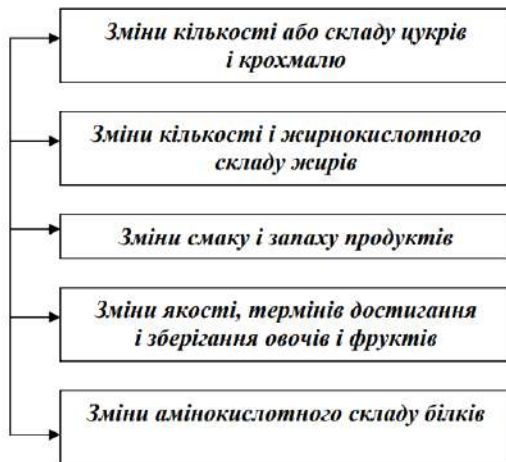 Зміни кількості або складу цукрів
і крохмалю
Зміни кількості і жирнокислотного
складу жирів
Зміни смаку і запаху продуктів
Зміни якості, термінів достигання
і зберігання овочів і фруктів
Зміни амінокислотного складу білків